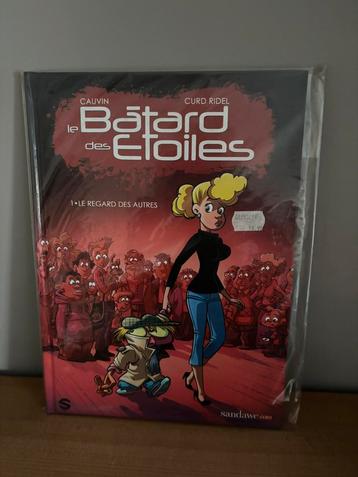 CAUVIN CURD RIDEL
le Bâtard
des Etoiles
1 • LE REGARD DES AUTRES
S
sandawe.com